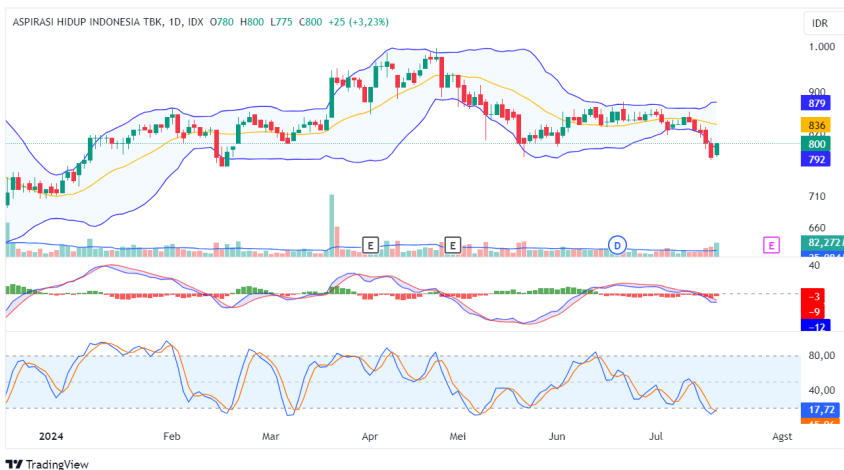 ASPIRASI HIDUP INDONESIA TBK, 1D, IDX O780 H800 L775 C800 +25 (+3,23%)
IDR
1.000
900
879
836
800
792
710
660
82,272
40
−3
−9
−12
80,00
40,00
17,72
E
E
D
E
2024
Feb
Mar
Apr
Mei
Jun
Jul
Agst
TradingView